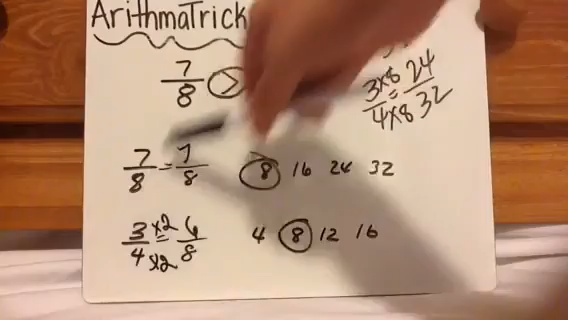 ArithmaTrick
7/8 >
3×8/4×8 = 24/32
7/8 = 7/8 8 16 24 32
3/4 ×2/×2 = 6/8 4 8 12 16